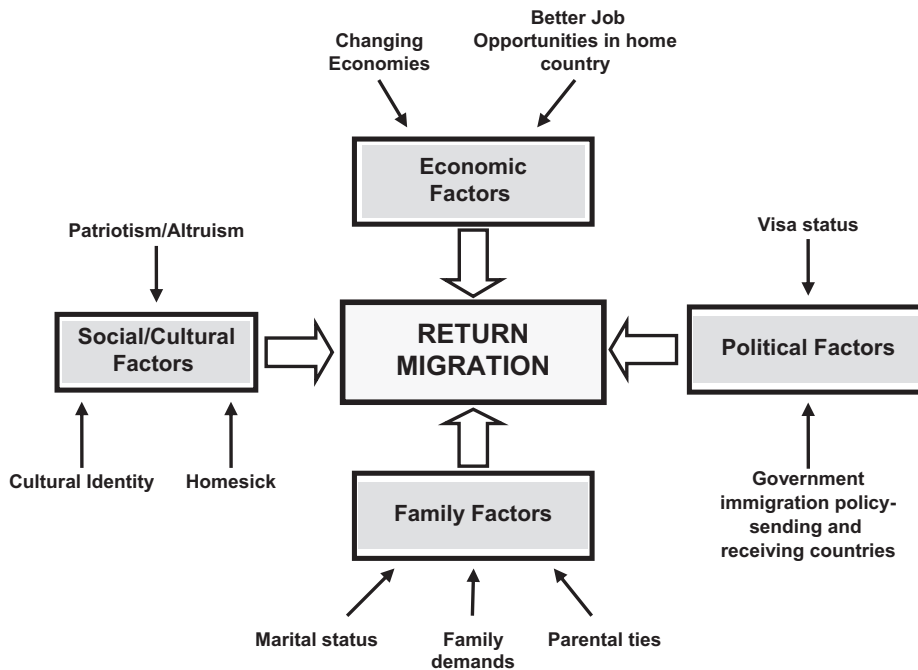 Changing
Economies
Better Job
Opportunities in home
country
Economic
Factors
Patriotism/Altruism
Visa status
Social/Cultural
Factors
RETURN
MIGRATION
Political Factors
Cultural Identity
Homesick
Family Factors
Government
immigration policy-
sending and
receiving countries
Marital status
Family
demands
Parental ties